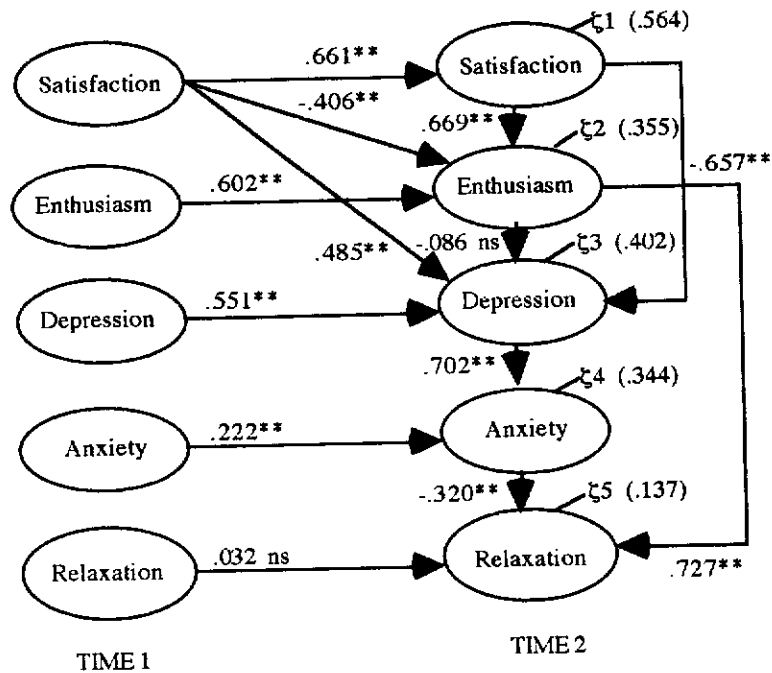 ζ1 (.564)
.661**
Satisfaction
Satisfaction
-.406**
.669**
ζ2 (.355)
-.657**
Enthusiasm
.602**
Enthusiasm
.485**
-.086 ns
ζ3 (.402)
Depression
.551**
Depression
.702**
ζ4 (.344)
Anxiety
.222**
Anxiety
-.320**
ζ5 (.137)
Relaxation
.032 ns
Relaxation
.727**
TIME 1
TIME 2